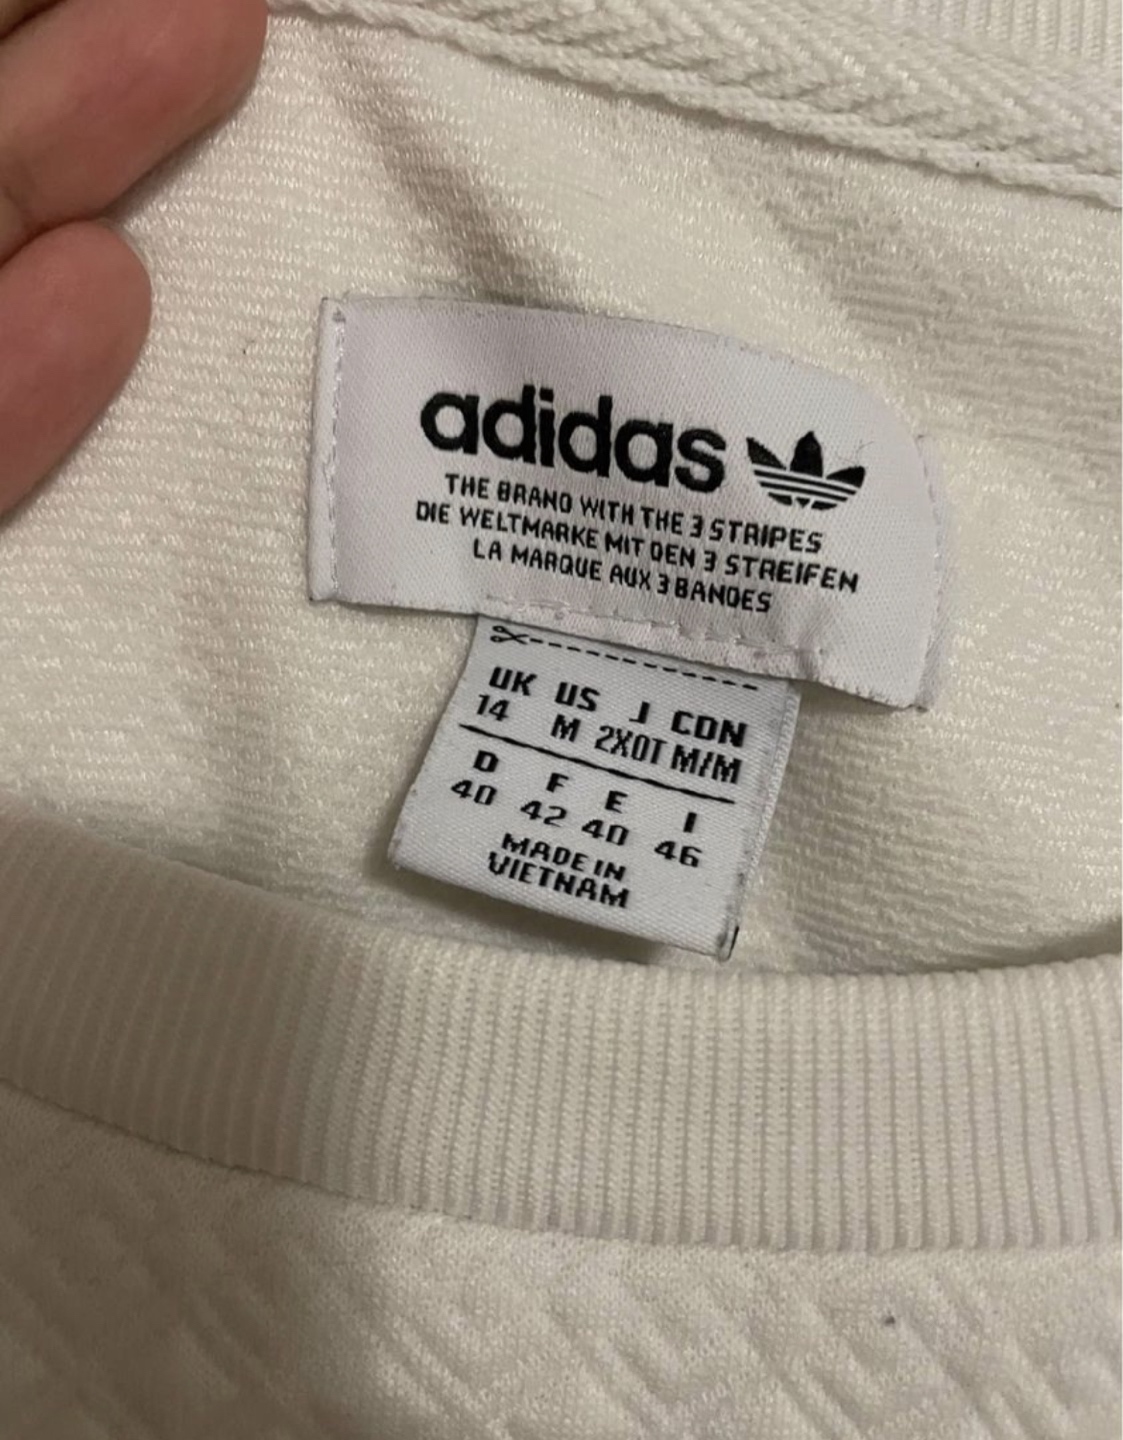 adidas
THE BRAND WITH THE 3 STRIPES
DIE WELTMARKE MIT DEN 3 STREIFEN
LA MARQUE AUX 3 BANDES
UK US J CDN
14 M 2XOT M/M
D F E I
40 42 40 46
MADE IN
VIETNAM